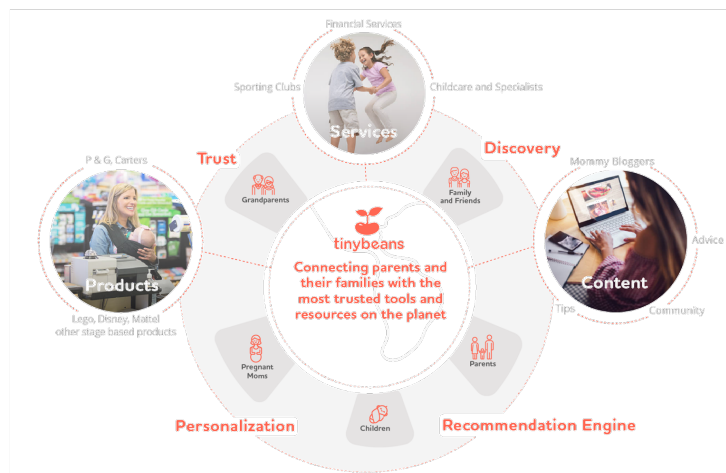 Financial Services
Sporting Clubs
Childcare and Specialists
Services
Trust
Discovery
P & G, Carters
Mommy Bloggers
Grandparents
Family
and Friends
tinybeans
Connecting parents and
their families with the
most trusted tools and
resources on the planet
Products
Content
Advice
Lego, Disney, Mattel
other stage based products
Tips
Community
Pregnant
Moms
Parents
Children
Personalization
Recommendation Engine